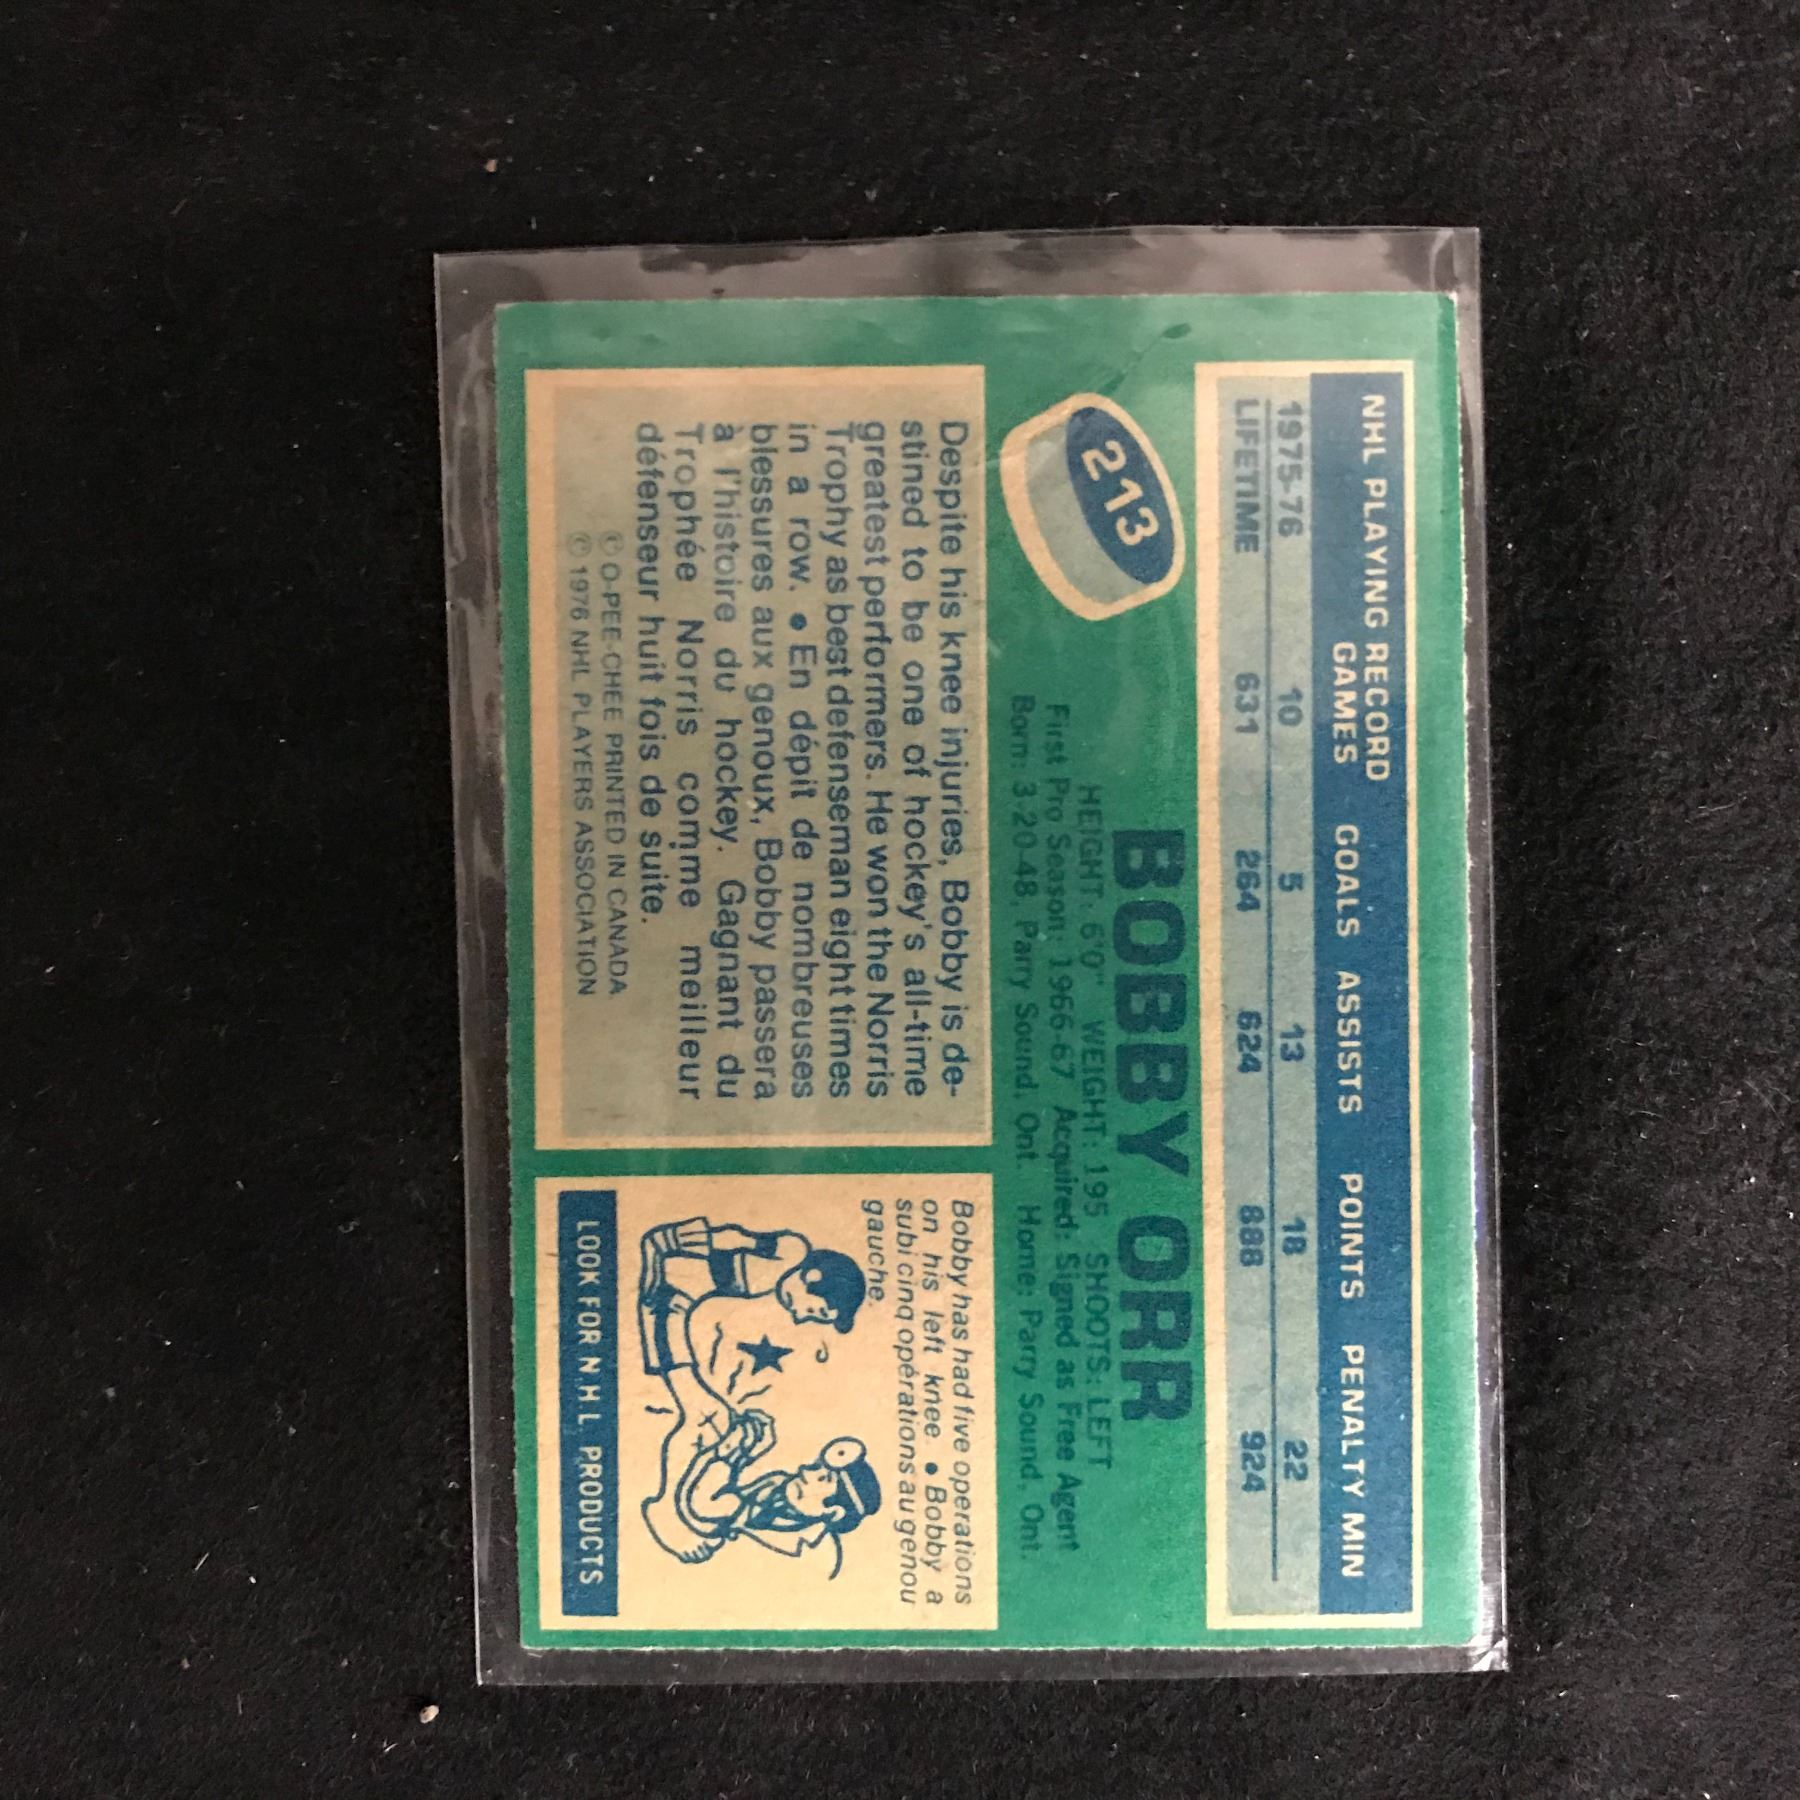 NHL PLAYING RECORD
GAMES GOALS ASSISTS POINTS PENALTY MIN
1975-76 10 5 13 18 22
LIFETIME 631 264 624 888 924
213
BOBBY ORR
HEIGHT: 6'0" WEIGHT: 195 SHOOTS: LEFT
First Pro Season: 1966-67 Acquired: Signed as Free Agent
Born: 3-20-48, Parry Sound, Ont. Home: Parry Sound, Ont.
Despite his knee injuries, Bobby is de-
stined to be one of hockey's all-time
greatest performers. He won the Norris
Trophy as best defenseman eight times
in a row. • En dépit de nombreuses
blessures aux genoux, Bobby passera
à l'histoire du hockey. Gagnant du
Trophée Norris comme meilleur
défenseur huit fois de suite.
© O-PEE-CHEE PRINTED IN CANADA
© 1976 NHL PLAYERS ASSOCIATION
Bobby has had five operations
on his left knee. • Bobby a
subi cinq opérations au genou
gauche.
LOOK FOR N.H.L. PRODUCTS